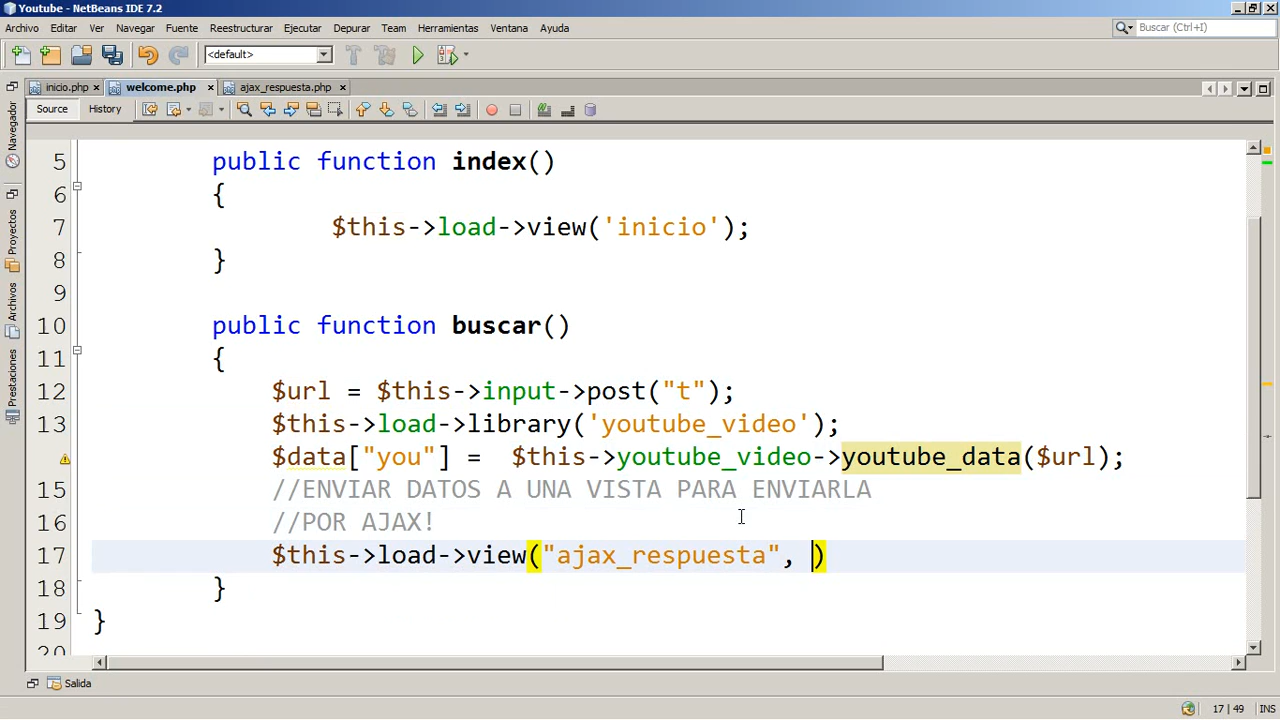 Youtube - NetBeans IDE 7.2
Archivo Editar Ver Navegar Fuente Reestructurar Ejecutar Depurar Team Herramientas Ventana Ayuda
Buscar (Ctrl+I)
<default>
inicio.php welcome.php ajax_respuesta.php
Source History
Navegador
Proyectos
Archivos
Prestaciones
5 public function index()
6 {
7 $this->load->view('inicio');
8 }
9
10 public function buscar()
11 {
12 $url = $this->input->post("t");
13 $this->load->library('youtube_video');
$data["you"] = $this->youtube_video->youtube_data($url);
15 //ENVIAR DATOS A UNA VISTA PARA ENVIARLA
16 //POR AJAX!
17 $this->load->view("ajax_respuesta", )
18 }
19 }
20
Salida
17 | 49 INS